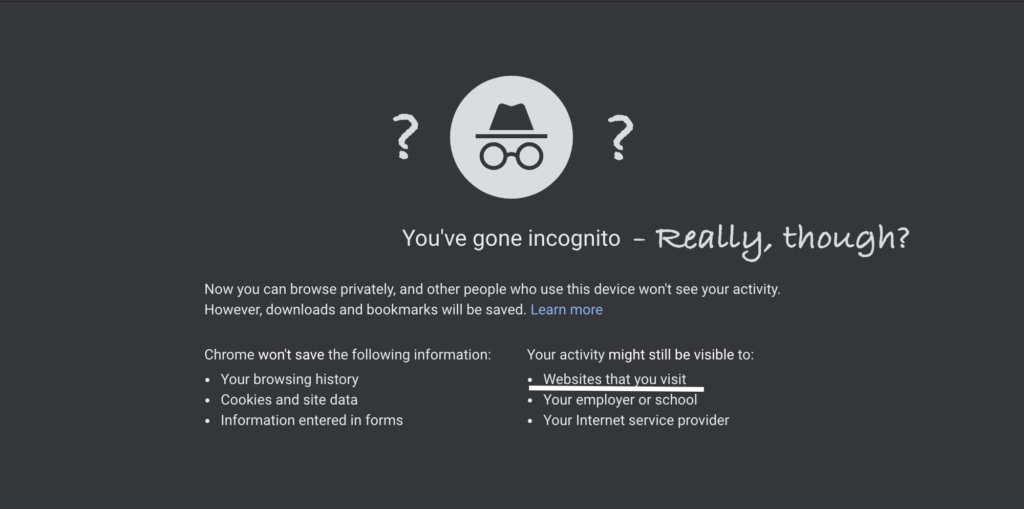 ? ?
You've gone incognito - Really, though?
Now you can browse privately, and other people who use this device won't see your activity.
However, downloads and bookmarks will be saved. Learn more
Chrome won't save the following information:
• Your browsing history
• Cookies and site data
• Information entered in forms
Your activity might still be visible to:
• Websites that you visit
• Your employer or school
• Your Internet service provider